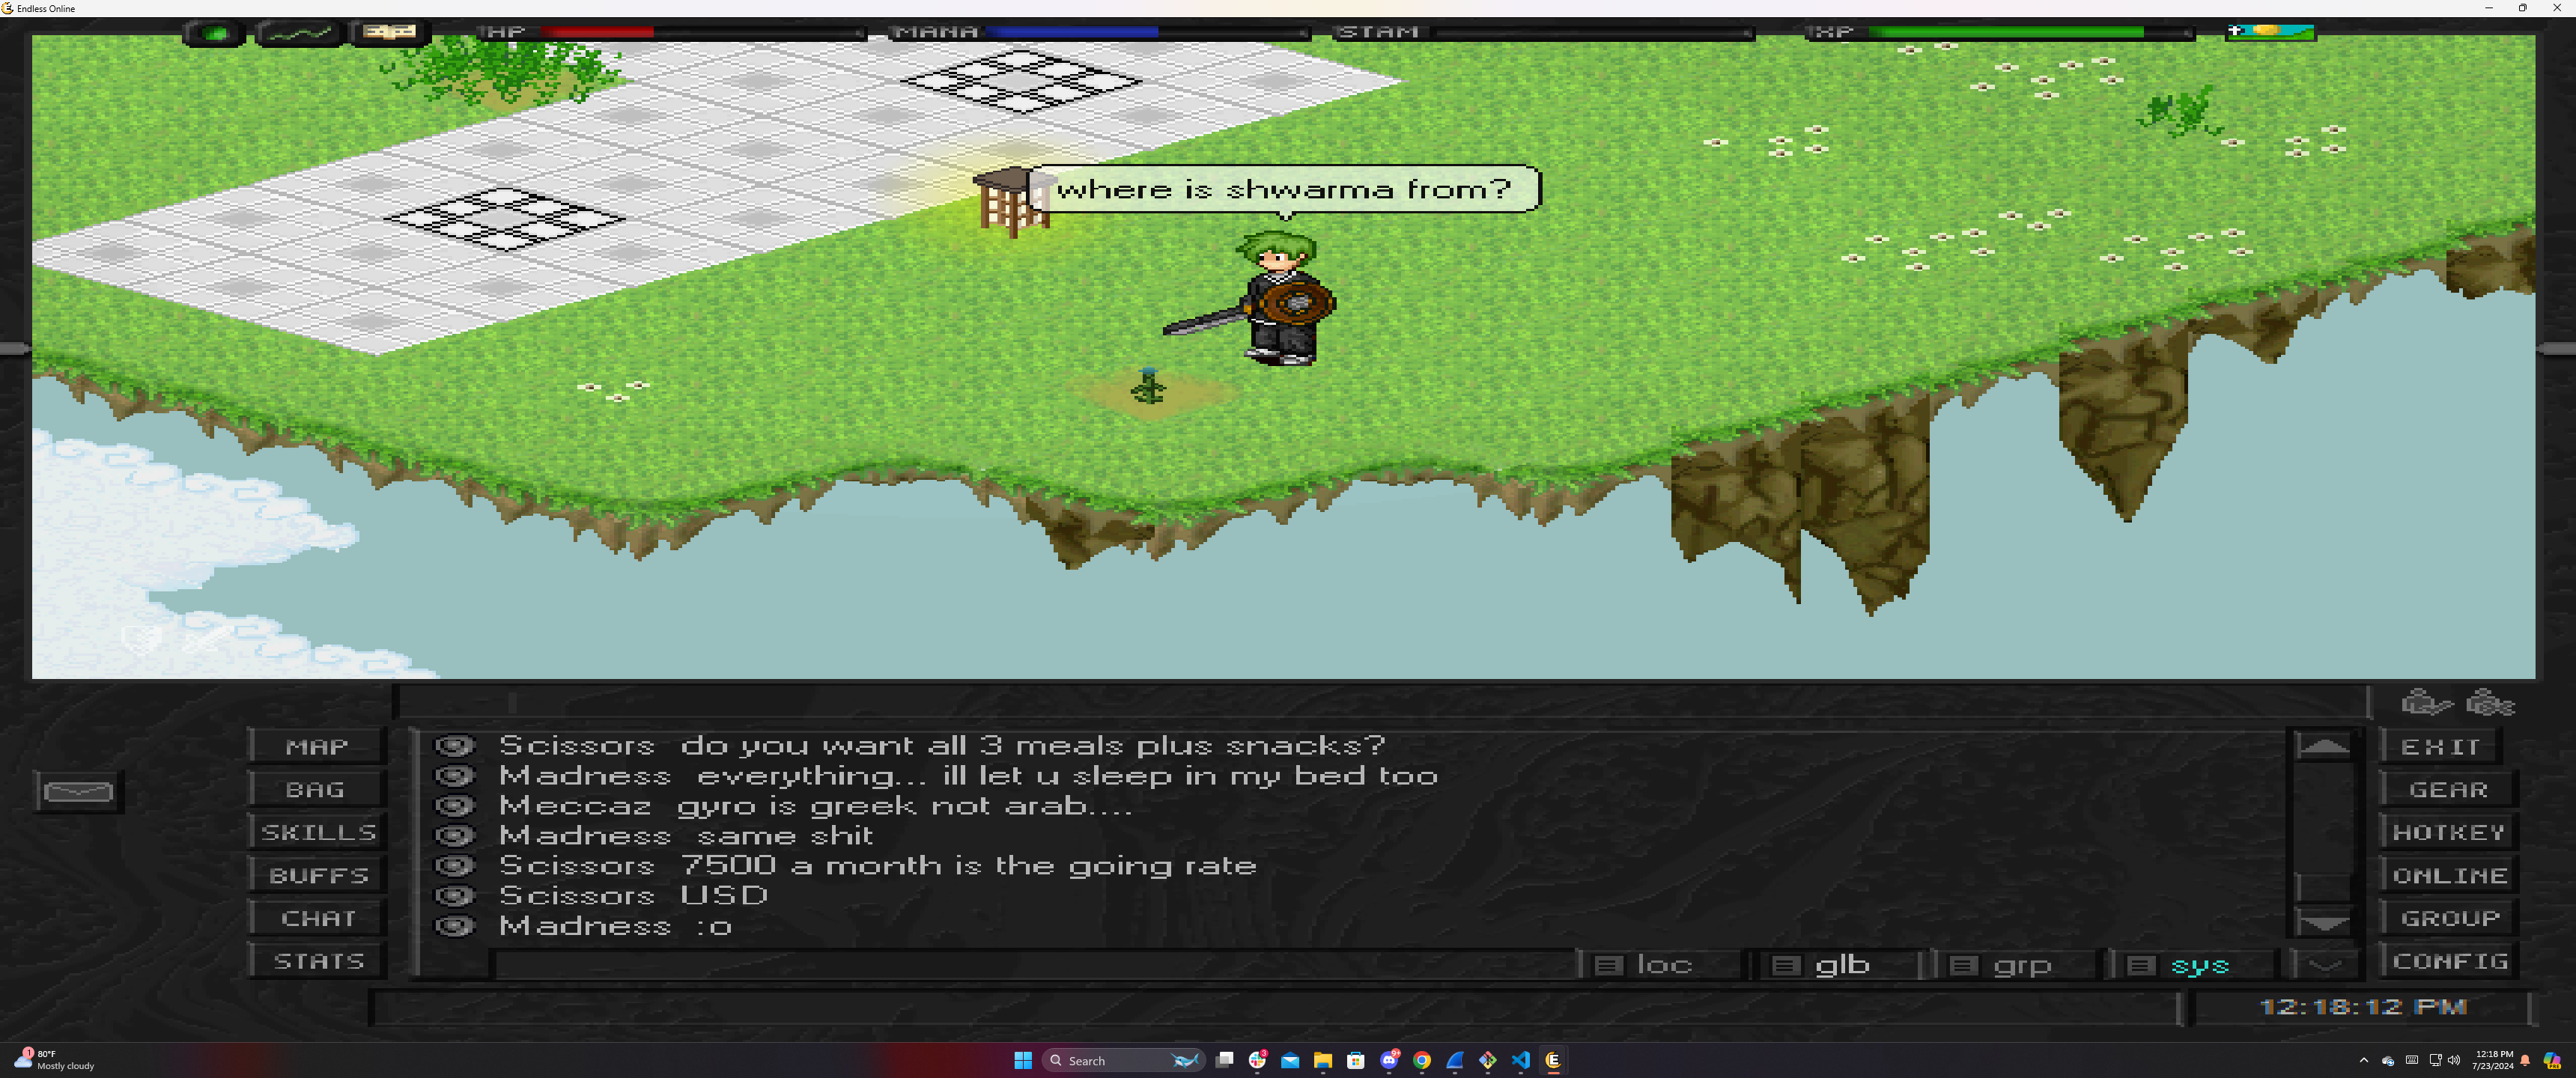 Endless Online
HP
MANA
STAM
XP
where is shwarma from?
MAP
BAG
SKILLS
BUFFS
CHAT
STATS
Scissors do you want all 3 meals plus snacks?
Madness everything... ill let u sleep in my bed too
Meccaz gyro is greek not arab....
Madness same shit
Scissors 7500 a month is the going rate
Scissors USD
Madness :o
loc glb grp sys
EXIT
GEAR
HOTKEY
ONLINE
GROUP
CONFIG
12:18:12 PM
1
80°F
Mostly cloudy
Search
3
9+
12:18 PM
7/23/2024